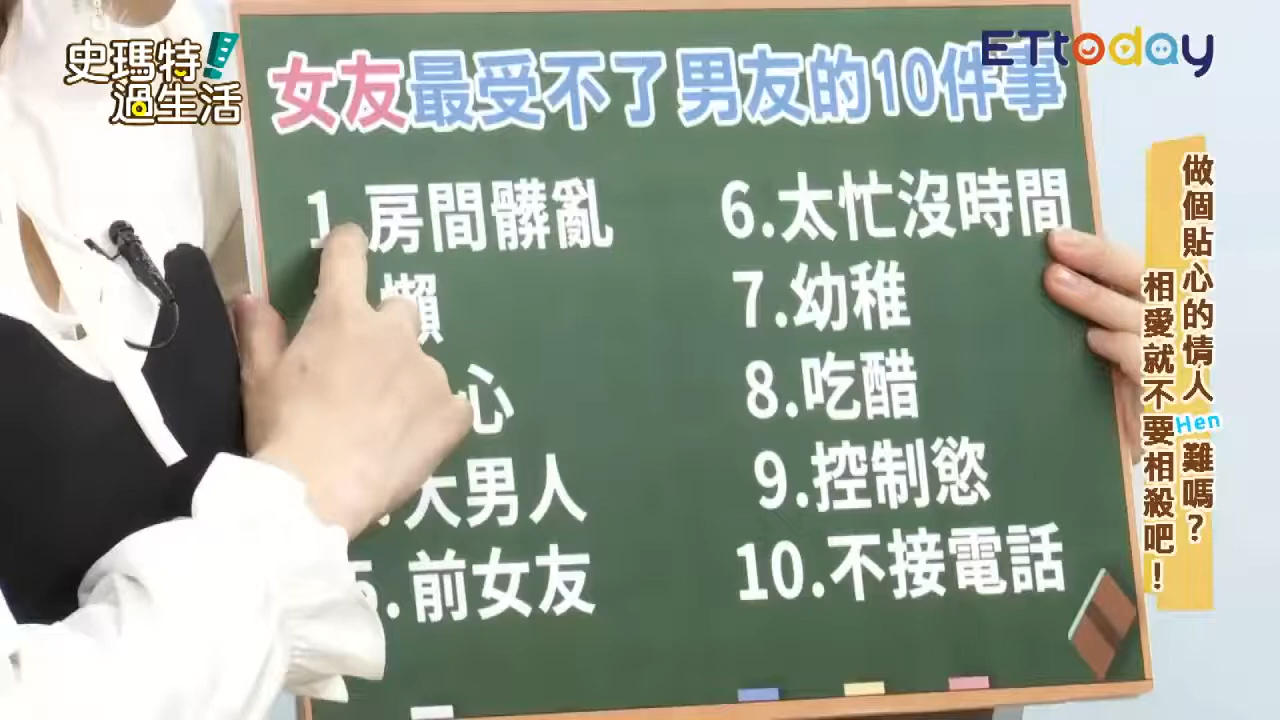 史瑪特
過生活
ETtoday
女友最受不了男友的10件事
1.房間髒亂
懶
心
大男人
5.前女友
6.太忙沒時間
7.幼稚
8.吃醋
9.控制慾
10.不接電話
做個貼心的情人Hen難嗎？
相愛就不要相殺吧！